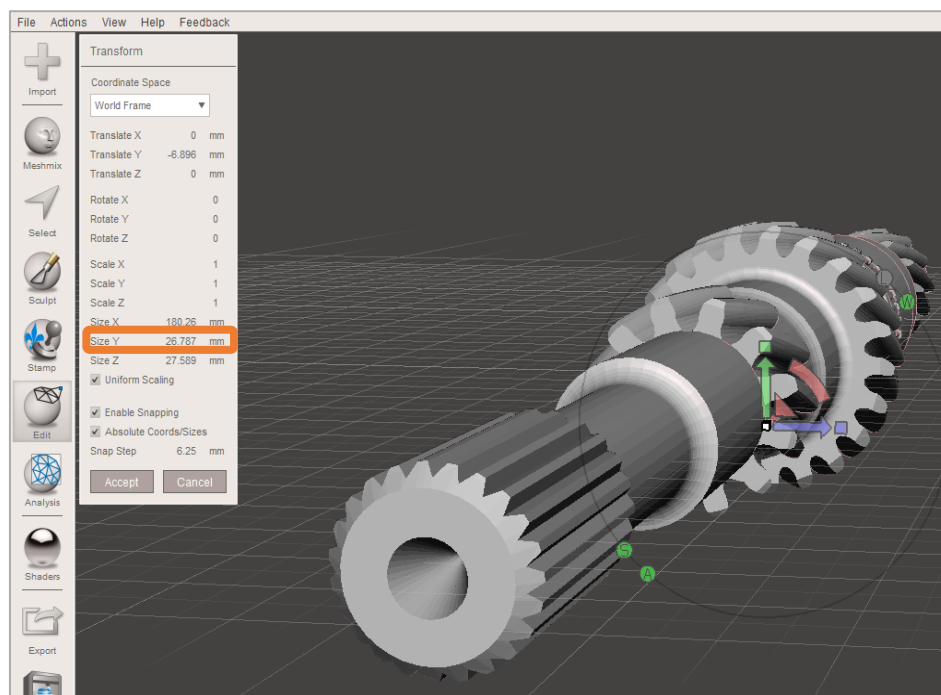 File Actions View Help Feedback
Import
Meshmix
Select
Sculpt
Stamp
Edit
Analysis
Shaders
Export
Transform
Coordinate Space
World Frame
Translate X 0 mm
Translate Y -6.896 mm
Translate Z 0 mm
Rotate X 0
Rotate Y 0
Rotate Z 0
Scale X 1
Scale Y 1
Scale Z 1
Size X 180.26 mm
Size Y 26.787 mm
Size Z 27.589 mm
Uniform Scaling
Enable Snapping
Absolute Coords/Sizes
Snap Step 6.25 mm
Accept Cancel
W
S
A